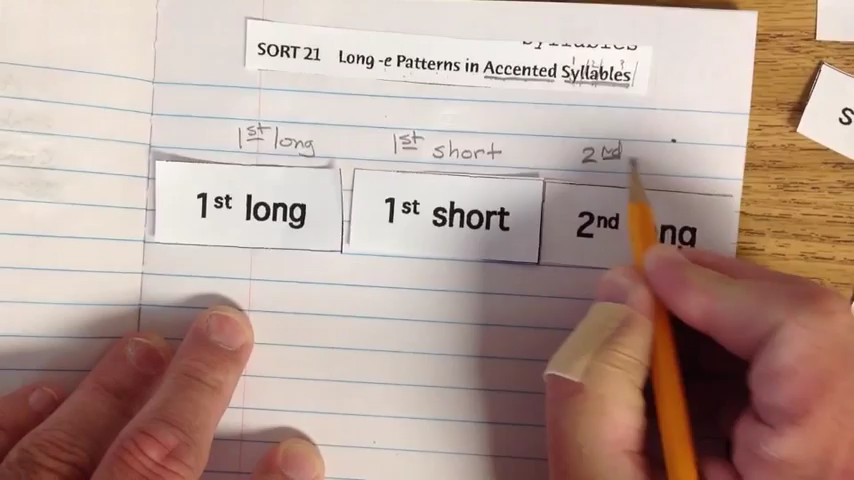 SORT 21 Long -e Patterns in Accented Syllables
1st long 1st short 2nd
1st long 1st short 2nd